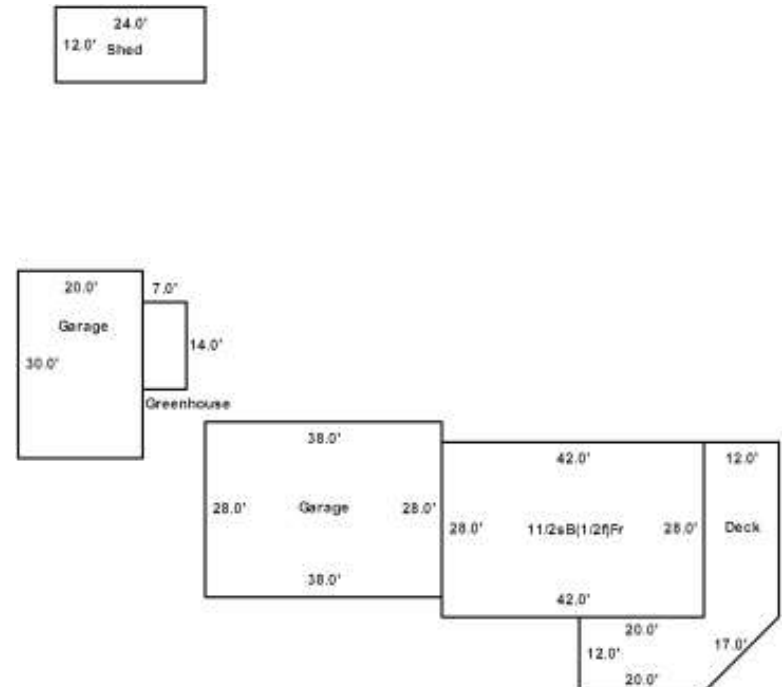 24.0'
12.0' Shed
20.0' 7.0'
Garage
14.0'
30.0'
Greenhouse
38.0'
28.0' Garage 28.0'
38.0'
42.0' 12.0'
28.0' 11/2sB(1/2f)Fr 28.0' Deck
42.0'
20.0'
12.0' 17.0'
20.0'